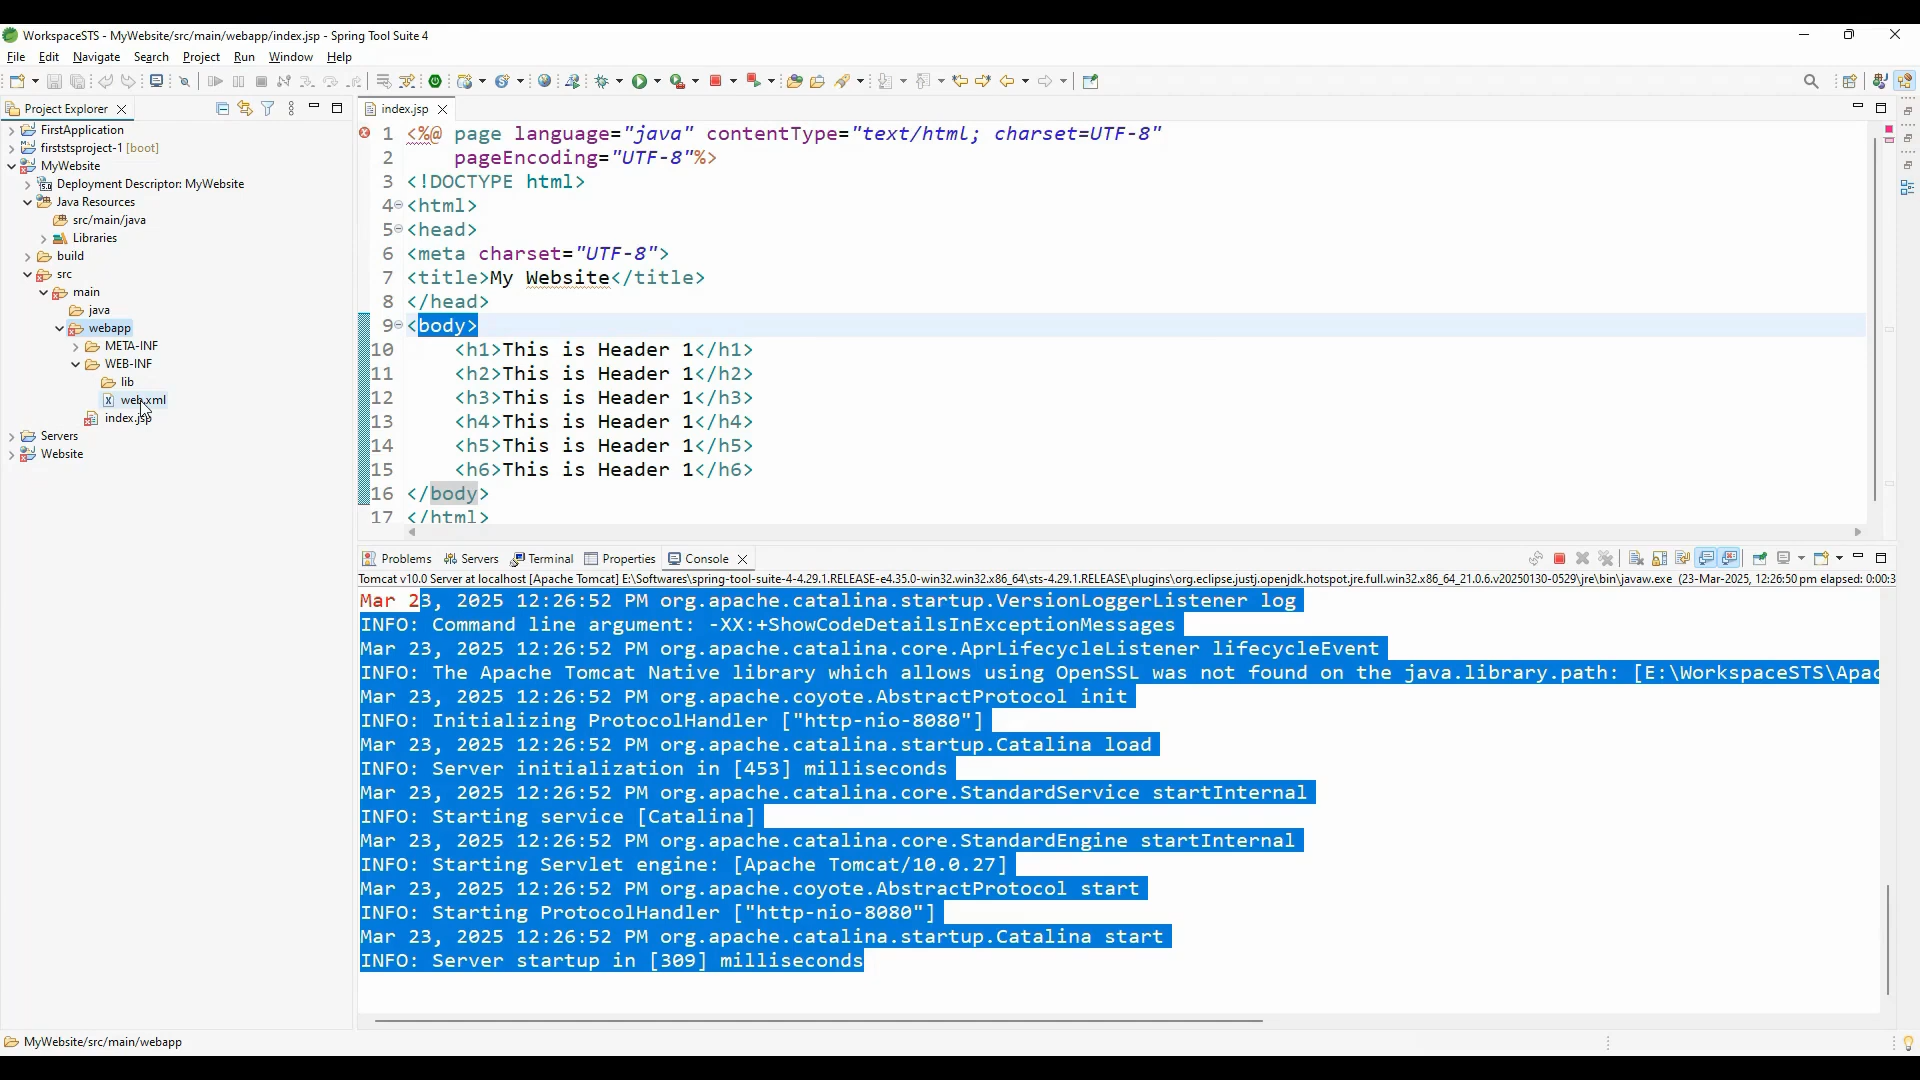 WorkspaceSTS - MyWebsite/src/main/webapp/index.jsp - Spring Tool Suite 4
File Edit Navigate Search Project Run Window Help
Project Explorer
FirstApplication
firststsproject-1 [boot]
MyWebsite
Deployment Descriptor: MyWebsite
Java Resources
src/main/java
Libraries
build
src
main
java
webapp
META-INF
WEB-INF
lib
web.xml
index.jsp
Servers
Website
index.jsp
1 <%@ page language="java" contentType="text/html; charset=UTF-8"
2 pageEncoding="UTF-8"%>
3 <!DOCTYPE html>
4 <html>
5 <head>
6 <meta charset="UTF-8">
7 <title>My Website</title>
8 </head>
9 <body>
10 <h1>This is Header 1</h1>
11 <h2>This is Header 1</h2>
12 <h3>This is Header 1</h3>
13 <h4>This is Header 1</h4>
14 <h5>This is Header 1</h5>
15 <h6>This is Header 1</h6>
16 </body>
17 </html>
Problems Servers Terminal Properties Console
Tomcat v10.0 Server at localhost [Apache Tomcat] E:\Softwares\spring-tool-suite-4-4.29.1.RELEASE-e4.35.0-win32.win32.x86_64\sts-4.29.1.RELEASE\plugins\org.eclipse.justj.openjdk.hotspot.jre.full.win32.x86_64_21.0.6.v20250130-0529\jre\bin\javaw.exe (23-Mar-2025, 12:26:50 pm elapsed: 0:00:3
Mar 23, 2025 12:26:52 PM org.apache.catalina.startup.VersionLoggerListener log
INFO: Command line argument: -XX:+ShowCodeDetailsInExceptionMessages
Mar 23, 2025 12:26:52 PM org.apache.catalina.core.AprLifecycleListener lifecycleEvent
INFO: The Apache Tomcat Native library which allows using OpenSSL was not found on the java.library.path: [E:\WorkspaceSTS\Apac
Mar 23, 2025 12:26:52 PM org.apache.coyote.AbstractProtocol init
INFO: Initializing ProtocolHandler ["http-nio-8080"]
Mar 23, 2025 12:26:52 PM org.apache.catalina.startup.Catalina load
INFO: Server initialization in [453] milliseconds
Mar 23, 2025 12:26:52 PM org.apache.catalina.core.StandardService startInternal
INFO: Starting service [Catalina]
Mar 23, 2025 12:26:52 PM org.apache.catalina.core.StandardEngine startInternal
INFO: Starting Servlet engine: [Apache Tomcat/10.0.27]
Mar 23, 2025 12:26:52 PM org.apache.coyote.AbstractProtocol start
INFO: Starting ProtocolHandler ["http-nio-8080"]
Mar 23, 2025 12:26:52 PM org.apache.catalina.startup.Catalina start
INFO: Server startup in [309] milliseconds
MyWebsite/src/main/webapp